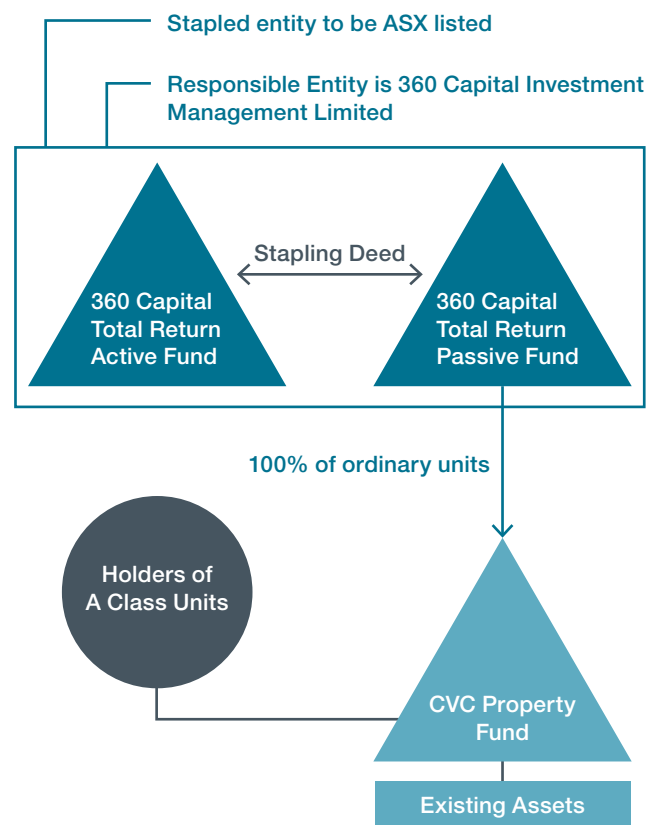 Stapled entity to be ASX listed
Responsible Entity is 360 Capital Investment
Management Limited
Stapling Deed
360 Capital
Total Return
Active Fund
360 Capital
Total Return
Passive Fund
100% of ordinary units
Holders of
A Class Units
CVC Property
Fund
Existing Assets